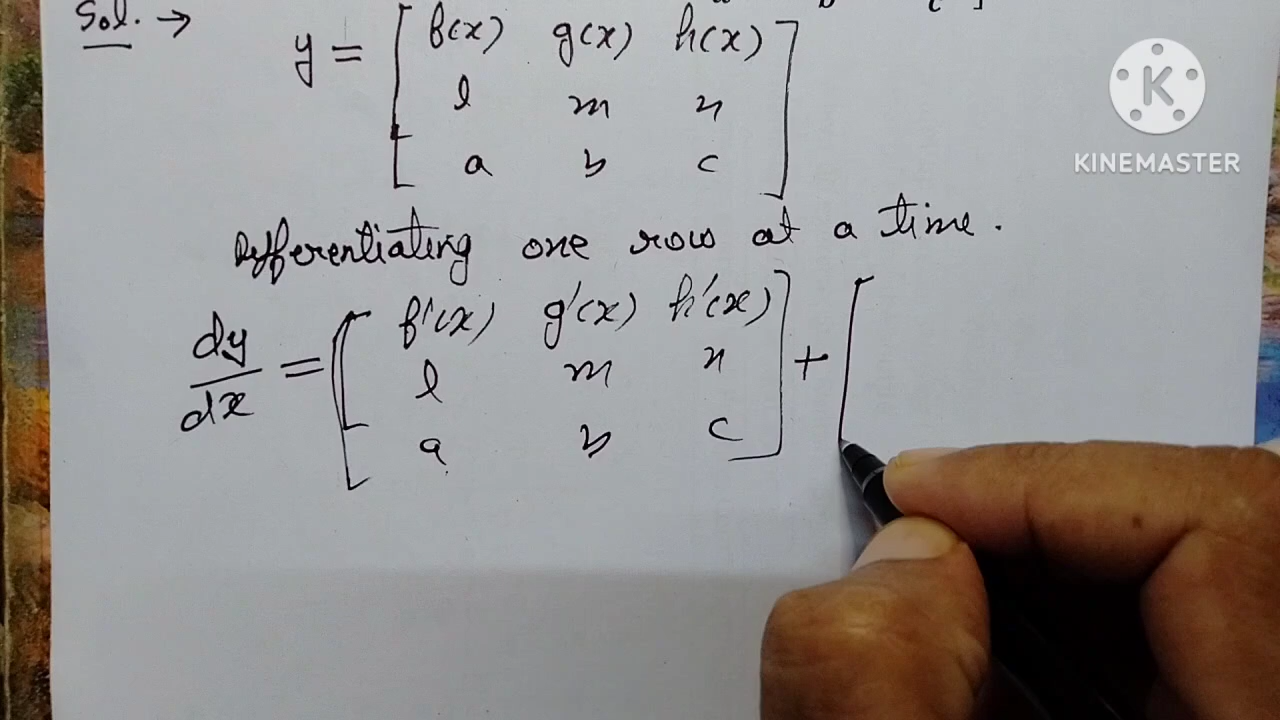 Sol. →
y = [ f(x) g(x) h(x)
l m n
a b c ]
Differentiating one row at a time.
dy/dx = [ f'(x) g'(x) h'(x)
l m n
a b c ] + [
K
KINEMASTER